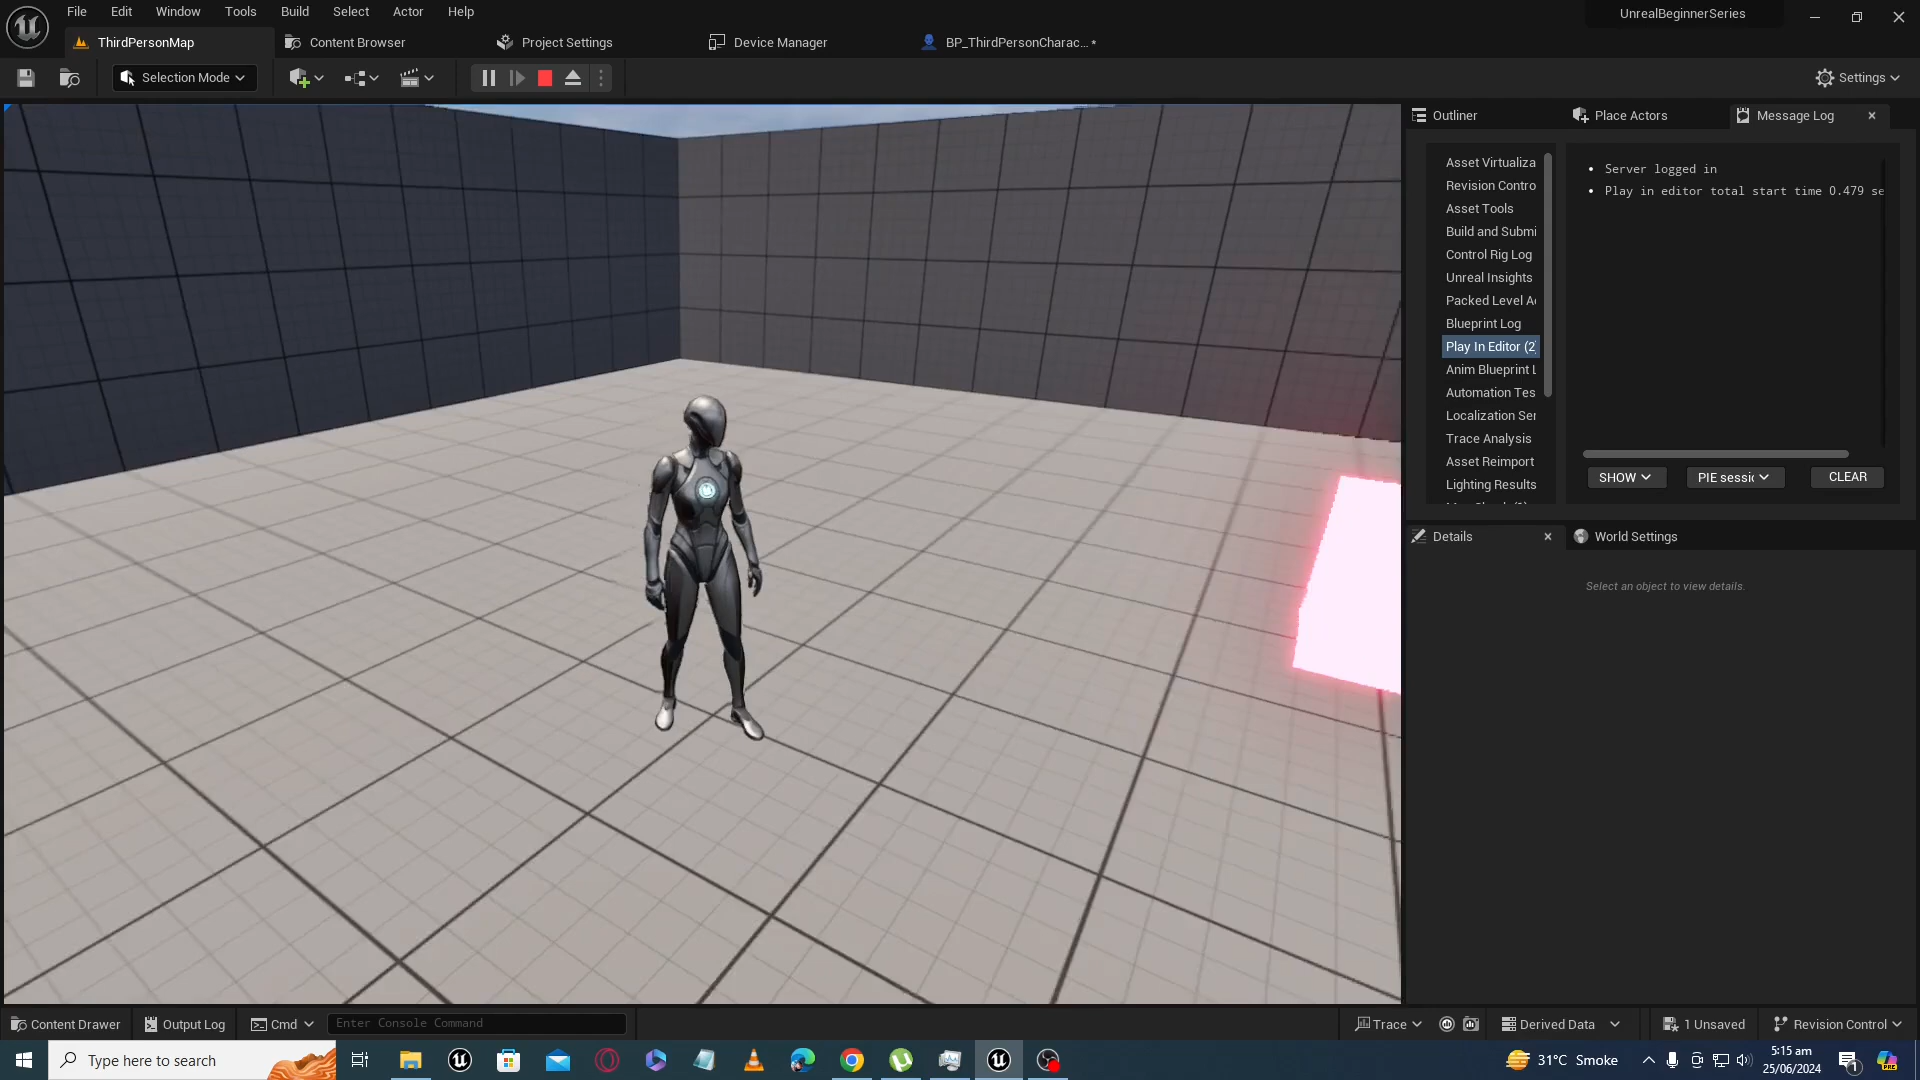 File Edit Window Tools Build Select Actor Help
UnrealBeginnerSeries
ThirdPersonMap
Content Browser
Project Settings
Device Manager
BP_ThirdPersonCharac... *
Selection Mode
Settings
Outliner
Place Actors
Message Log
Asset Virtualiza
Revision Contro
Asset Tools
Build and Submi
Control Rig Log
Unreal Insights
Packed Level A
Blueprint Log
Play In Editor (2
Anim Blueprint L
Automation Tes
Localization Ser
Trace Analysis
Asset Reimport
Lighting Results
• Server logged in
• Play in editor total start time 0.479 se
SHOW
PIE sessic
CLEAR
Details
World Settings
Select an object to view details.
Content Drawer
Output Log
Cmd
Enter Console Command
Trace
Derived Data
1 Unsaved
Revision Control
Type here to search
31°C Smoke
5:15 am
25/06/2024
1
PRE